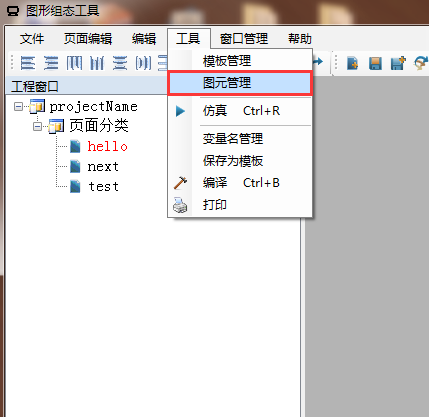 图形组态工具
文件 页面编辑 编辑 工具 窗口管理 帮助
模板管理
图元管理
仿真 Ctrl+R
变量名管理
保存为模板
编译 Ctrl+B
打印
工程窗口
projectName
页面分类
hello
next
test